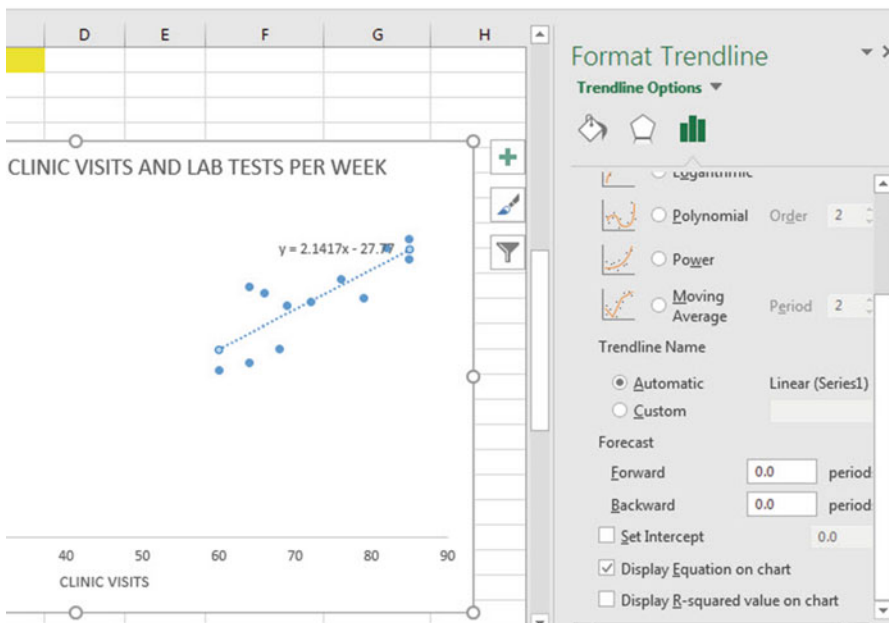 D E F G H
CLINIC VISITS AND LAB TESTS PER WEEK
y = 2.1417x - 27.77
40 50 60 70 80 90
CLINIC VISITS
Format Trendline
Trendline Options
Logarithmic
Polynomial Order 2
Power
Moving
Average
Period 2
Trendline Name
Automatic Linear (Series1)
Custom
Forecast
Forward 0.0 period
Backward 0.0 period
Set Intercept 0.0
Display Equation on chart
Display R-squared value on chart